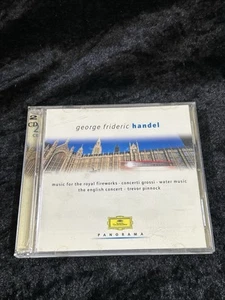 george frideric handel
music for the royal fireworks · concerti grossi · water music
the english concert · trevor pinnock
PANORAMA